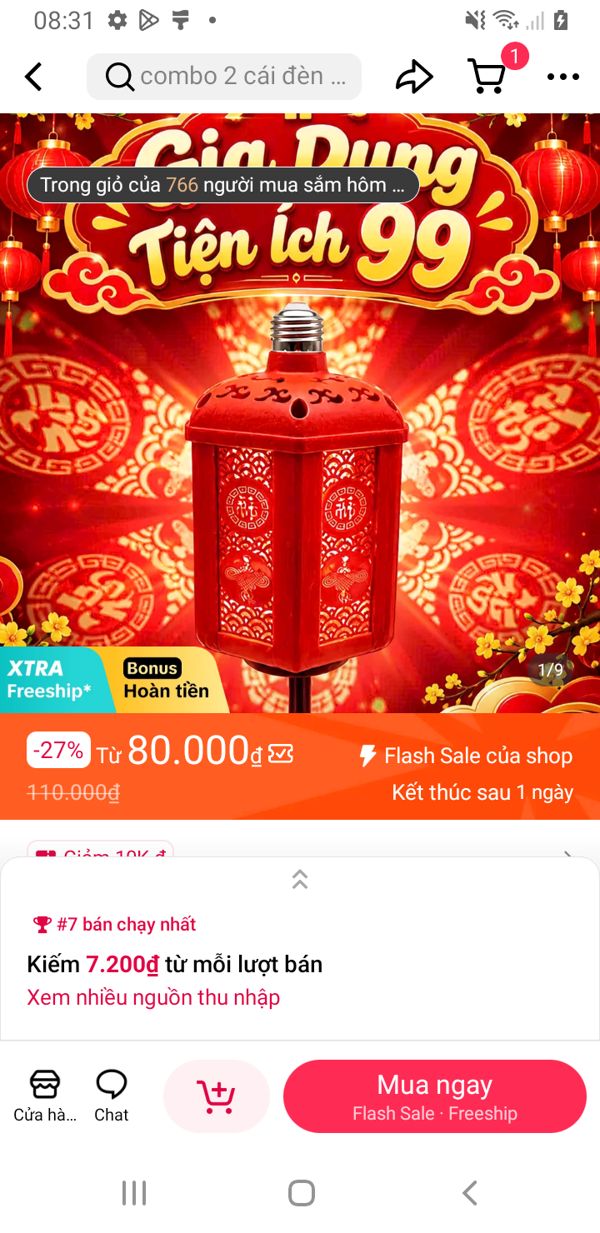 08:31
combo 2 cái đèn ...
1
Gia Dụng
Trong giỏ của 766 người mua sắm hôm ...
Tiện Ích 99
XTRA
Freeship*
Bonus
Hoàn tiền
1/9
-27% Từ 80.000₫
Flash Sale của shop
110.000₫
Kết thúc sau 1 ngày
Giảm 10K ₫
#7 bán chạy nhất
Kiếm 7.200₫ từ mỗi lượt bán
Xem nhiều nguồn thu nhập
Cửa hà...
Chat
Mua ngay
Flash Sale · Freeship